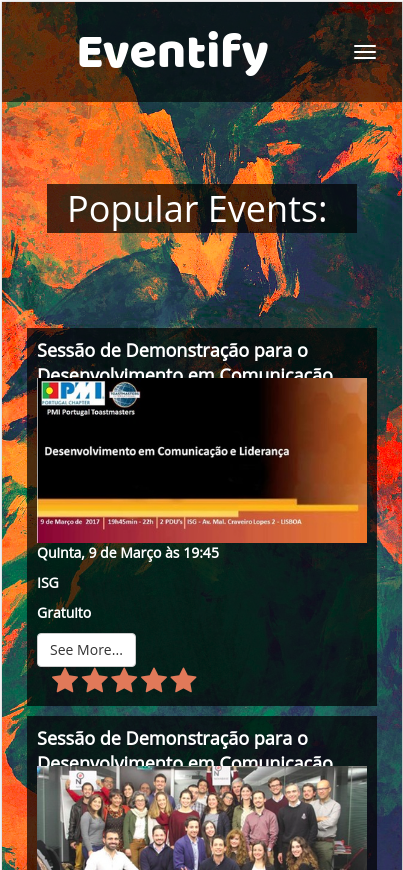 Eventify
Popular Events:
Sessão de Demonstração para o
Desenvolvimento em Comunicação
PMI
PORTUGAL CHAPTER
TOASTMASTERS
PMI Portugal Toastmasters
Desenvolvimento em Comunicação e Liderança
9 de Março de 2017 | 19h45min - 22h | 2 PDU's | ISG - Av. Mal. Craveiro Lopes 2 - LISBOA
Quinta, 9 de Março às 19:45
ISG
Gratuito
See More...
Sessão de Demonstração para o
Desenvolvimento em Comunicação